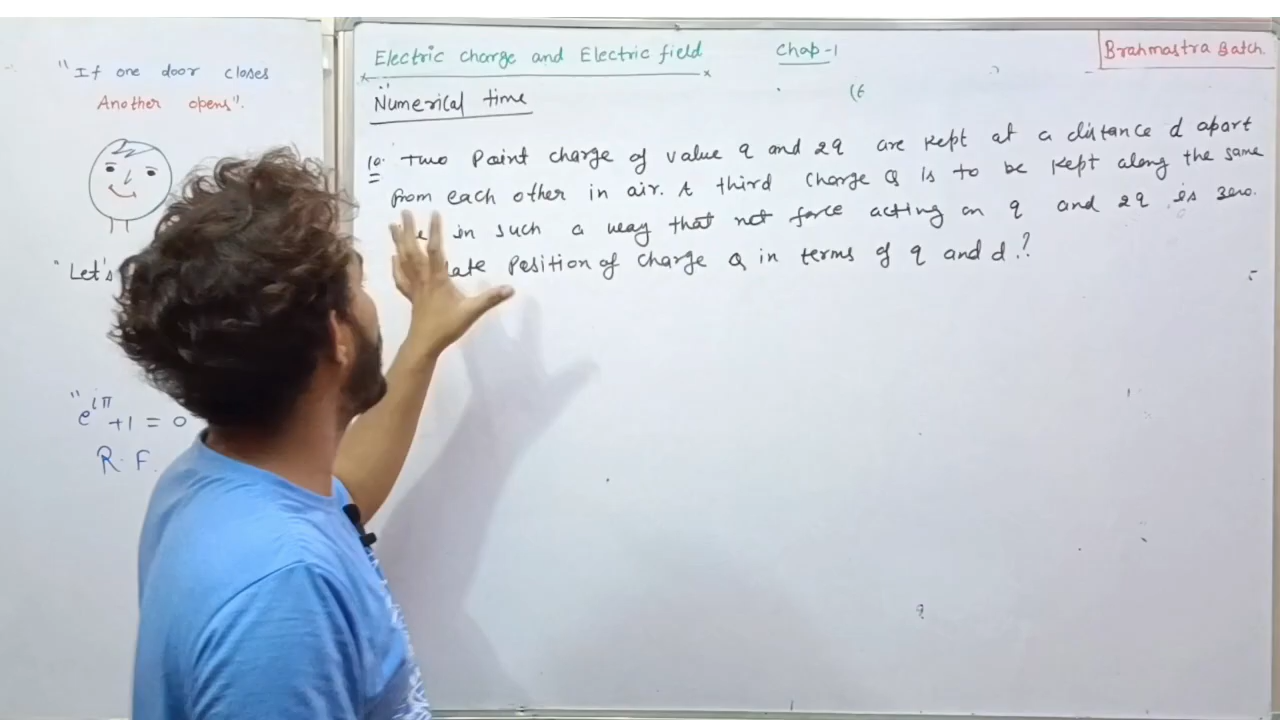 "If one door closes
Another opens".
"Let's
"e^iπ +1 = 0
R. F.
Electric charge and Electric field
Chap-1
Brahmastra Batch
Numerical time
(6
10. Two Point charge of value q and 2q are kept at a distance d apart
from each other in air. A third charge Q is to be kept along the same
in such a way that net force acting on q and 2q is zero.
Position of charge Q in terms of q and d.?